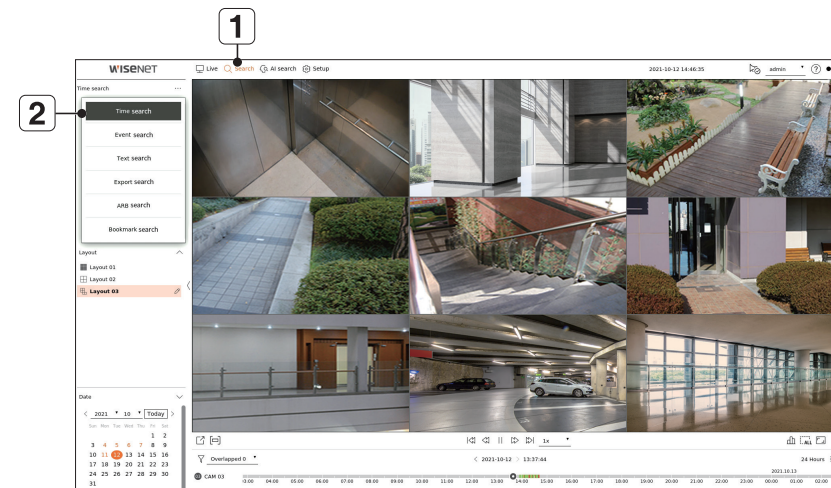 1
WISENET
Live Search AI search Setup
2021-10-12 14:46:35
admin
?
2
Time search
Time search
Event search
Text search
Export search
ARB search
Bookmark search
Layout
Layout 01
Layout 02
Layout 03
Date
2021 10 Today
Sun Mon Tue Wed Thu Fri Sat
1 2
3 4 5 6 7 8 9
10 11 12 13 14 15 16
17 18 19 20 21 22 23
24 25 26 27 28 29 30
31
1x
ALL
Overlapped 0
2021-10-12 13:37:44
24 Hours
2021.10.13
CAM 03
03:00 04:00 05:00 06:00 07:00 08:00 09:00 10:00 11:00 12:00 13:00 14:00 15:00 16:00 17:00 18:00 19:00 20:00 21:00 22:00 23:00 00:00 01:00 02:00